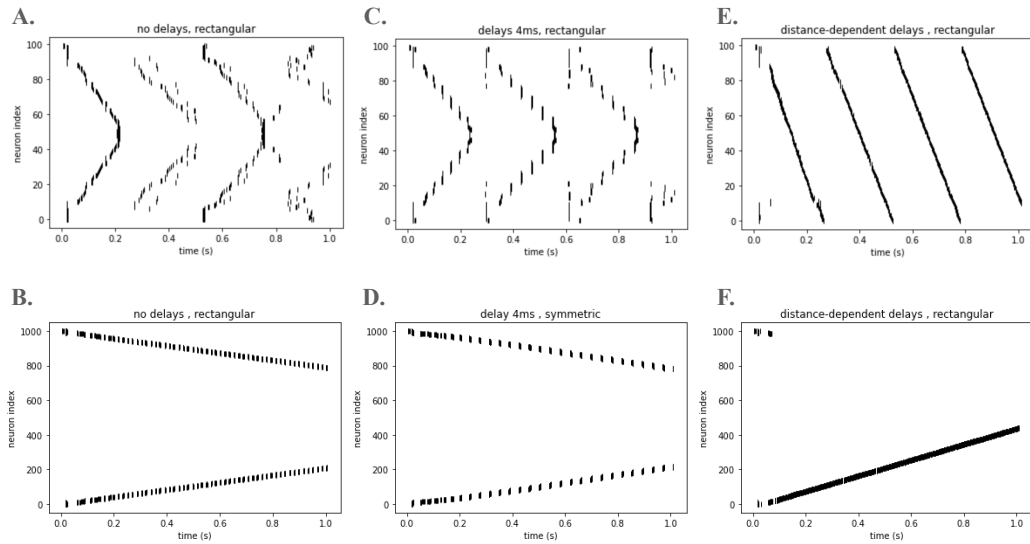 A.
no delays, rectangular
100
80
60
40
20
0
neuron index
0.0 0.2 0.4 0.6 0.8 1.0
time (s)
C.
delays 4ms, rectangular
100
80
60
40
20
0
neuron index
0.0 0.2 0.4 0.6 0.8 1.0
time (s)
E.
distance-dependent delays , rectangular
100
80
60
40
20
0
neuron index
0.0 0.2 0.4 0.6 0.8 1.0
time (s)
B.
no delays , rectangular
1000
800
600
400
200
0
neuron index
0.0 0.2 0.4 0.6 0.8 1.0
time (s)
D.
delay 4ms , symmetric
1000
800
600
400
200
0
neuron index
0.0 0.2 0.4 0.6 0.8 1.0
time (s)
F.
distance-dependent delays , rectangular
1000
800
600
400
200
0
neuron index
0.0 0.2 0.4 0.6 0.8 1.0
time (s)